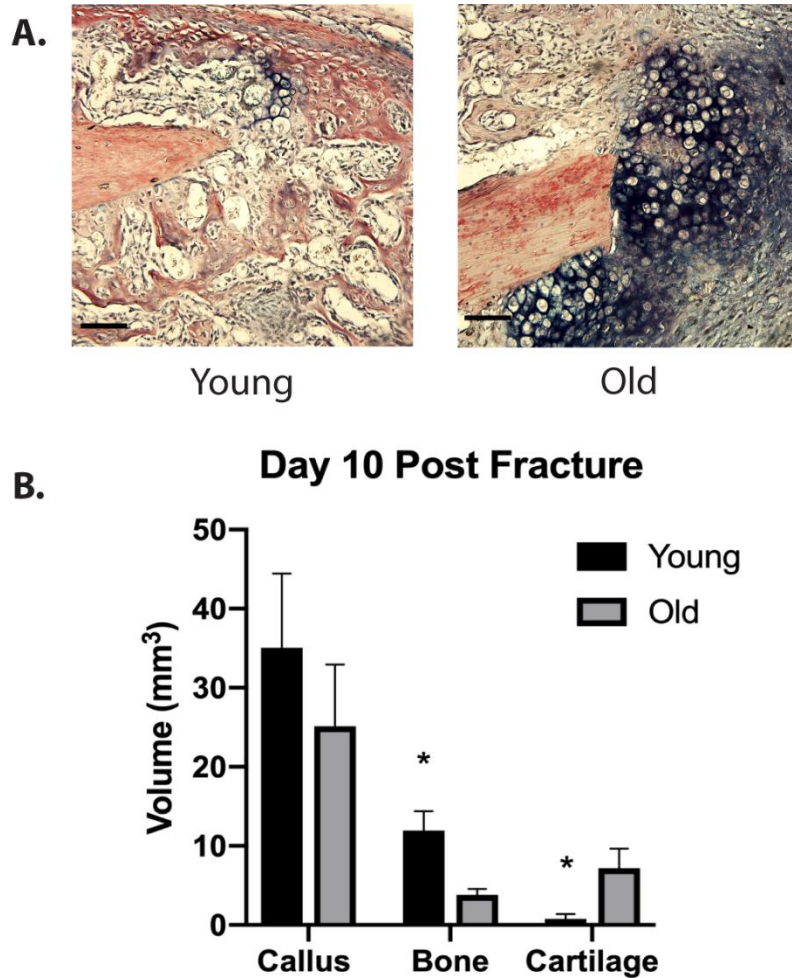 A.
Young Old
Day 10 Post Fracture
B.
50
40
30
20
10
0
Volume (mm³)
Young
Old
*
*
Callus Bone Cartilage